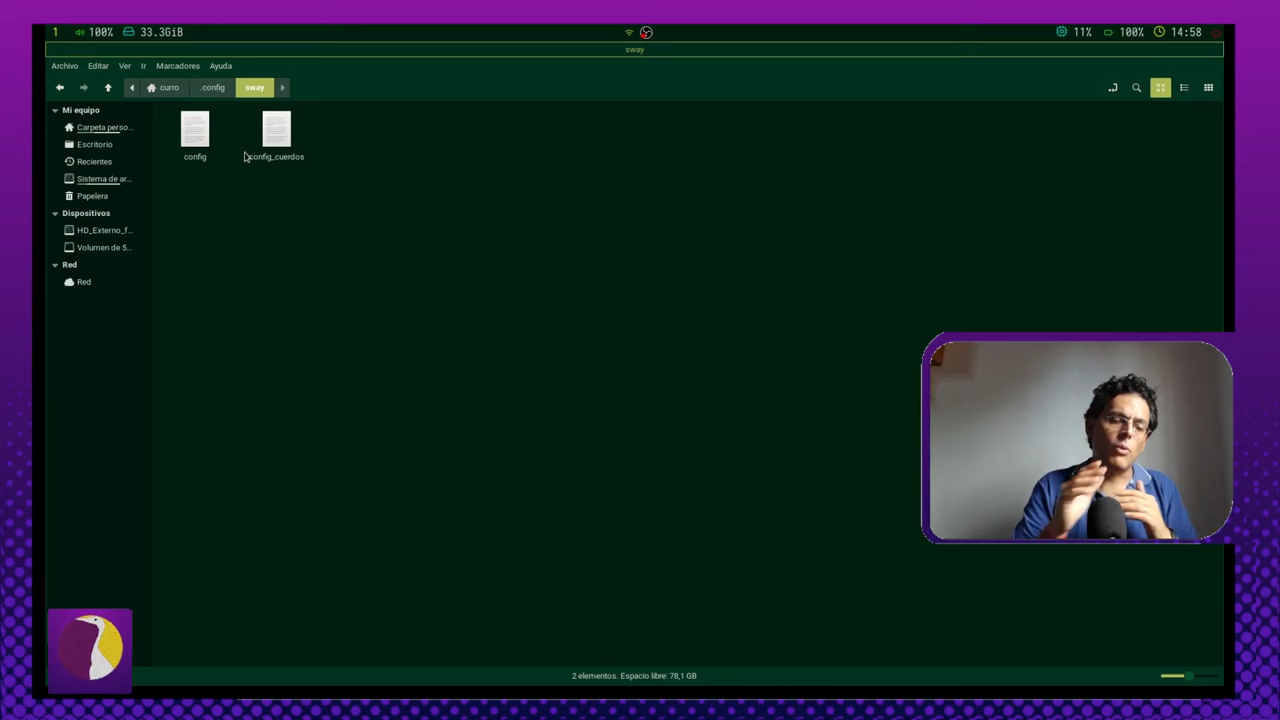 1 100% 33.3GiB 11% 100% 14:58
sway
Archivo Editar Ver Ir Marcadores Ayuda
curro .config sway
Mi equipo
Carpeta perso...
Escritorio
Recientes
Sistema de ar...
Papelera
Dispositivos
HD_Externo_f...
Volumen de 5...
Red
Red
config
config_cuerdos
2 elementos. Espacio libre: 78,1 GB